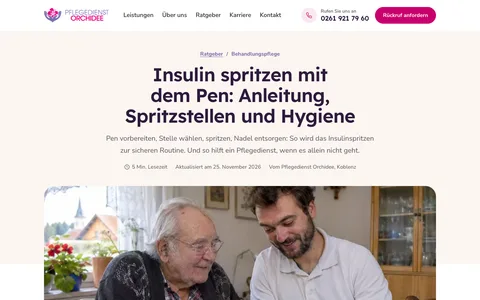 PFLEGEDIENST
ORCHIDEE
Leistungen Über uns Ratgeber Karriere Kontakt
Rufen Sie uns an
0261 921 79 60
Rückruf anfordern
Ratgeber / Behandlungspflege
Insulin spritzen mit
dem Pen: Anleitung,
Spritzstellen und Hygiene
Pen vorbereiten, Stelle wählen, spritzen, Nadel entsorgen: So wird das Insulinspritzen
zur sicheren Routine. Und so hilft ein Pflegedienst, wenn es allein nicht geht.
5 Min. Lesezeit Aktualisiert am 25. November 2026 Vom Pflegedienst Orchidee, Koblenz